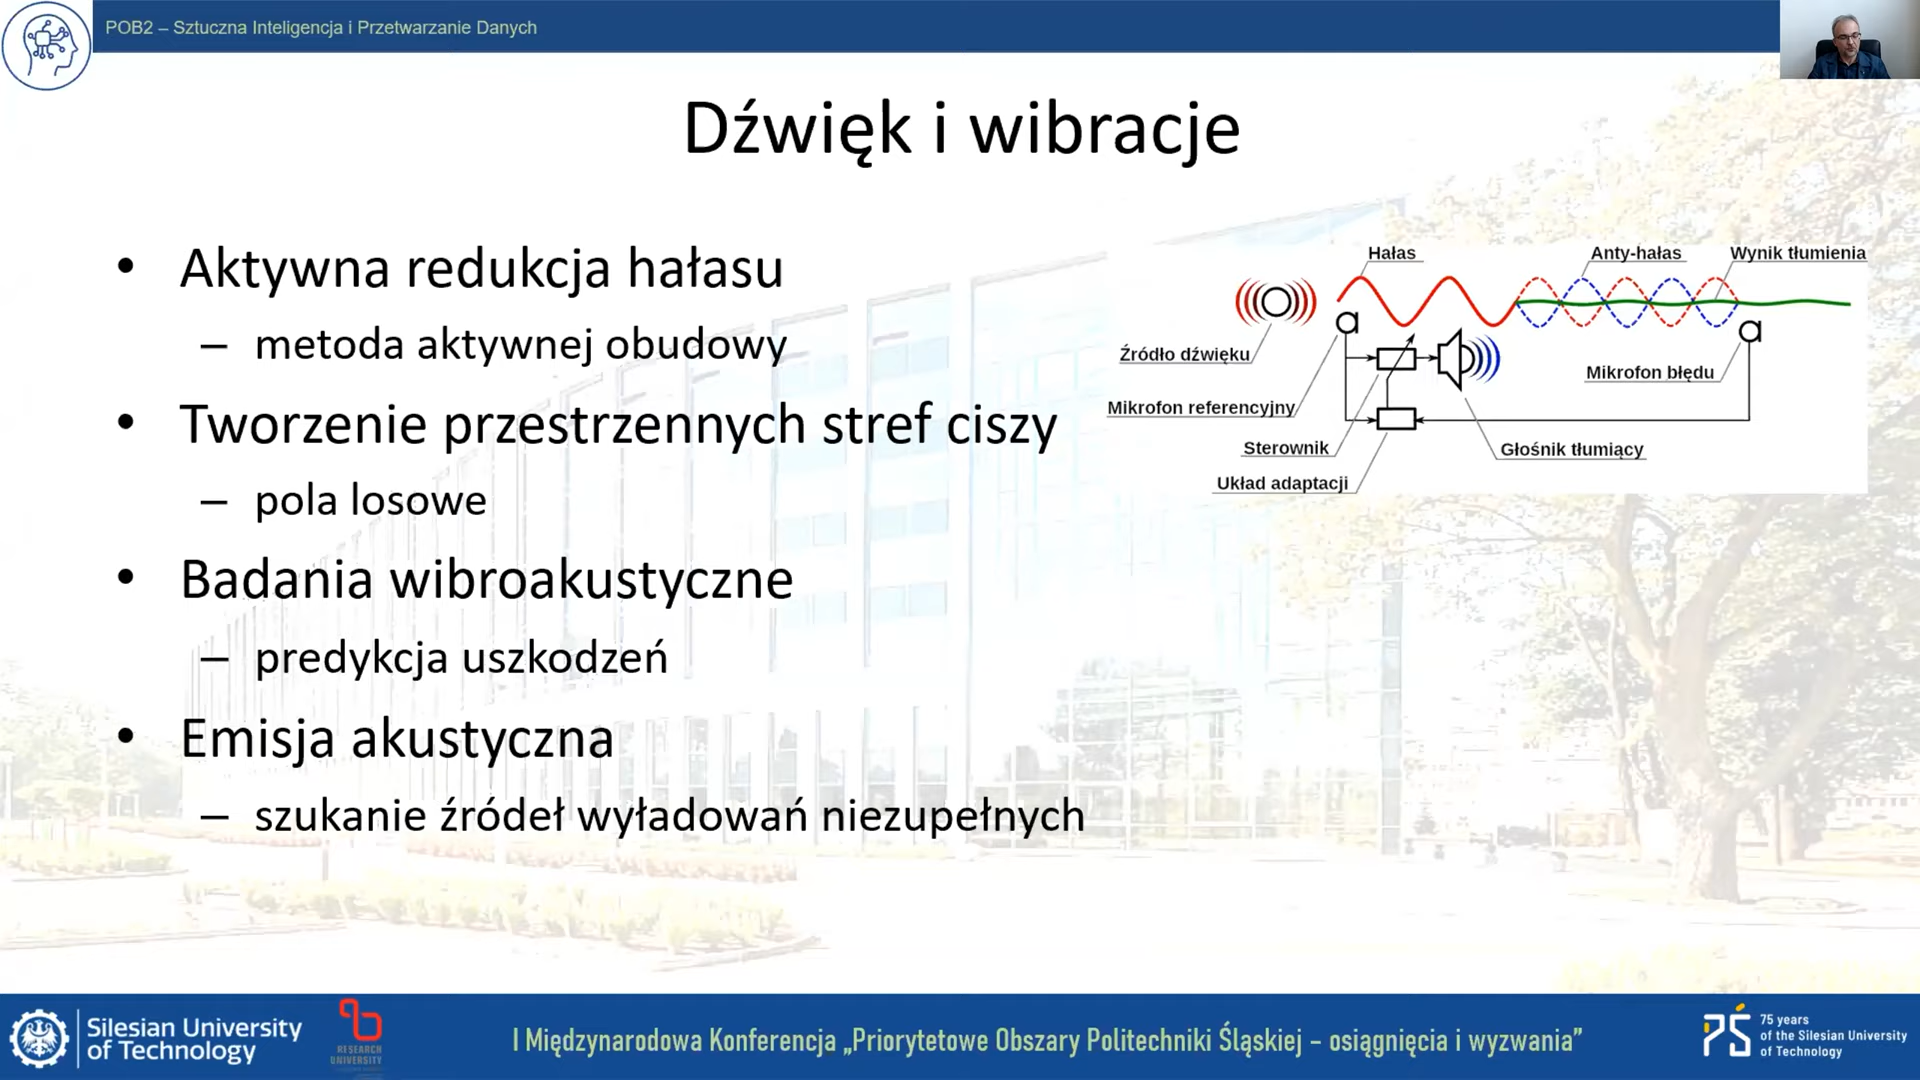 POB2 – Sztuczna Inteligencja i Przetwarzanie Danych
Dźwięk i wibracje
• Aktywna redukcja hałasu
– metoda aktywnej obudowy
• Tworzenie przestrzennych stref ciszy
– pola losowe
• Badania wibroakustyczne
– predykcja uszkodzeń
• Emisja akustyczna
– szukanie źródeł wyładowań niezupełnych
Hałas
Anty-hałas
Wynik tłumienia
Źródło dźwięku
Mikrofon błędu
Mikrofon referencyjny
Sterownik
Głośnik tłumiący
Układ adaptacji
Silesian University
of Technology
RESEARCH
UNIVERSITY
I Międzynarodowa Konferencja „Priorytetowe Obszary Politechniki Śląskiej – osiągnięcia i wyzwania”
PŚ
75 years
of the Silesian University
of Technology